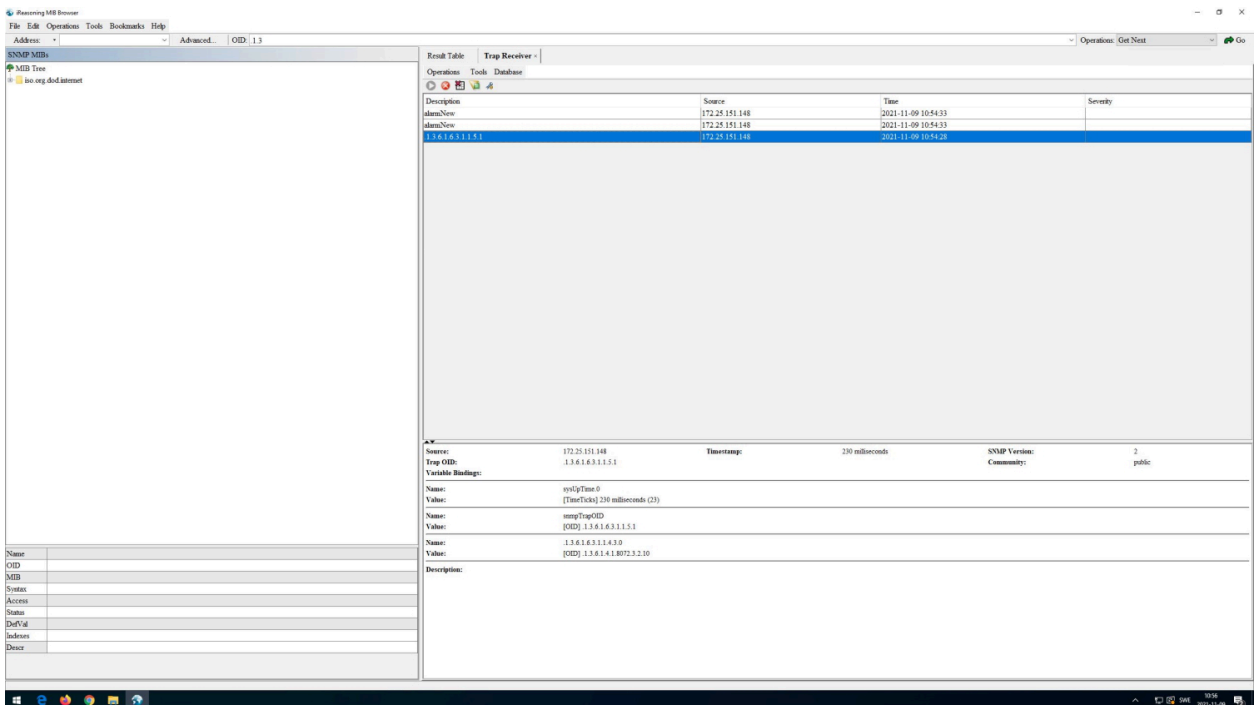 iReasoning MIB Browser
File Edit Operations Tools Bookmarks Help
Address: Advanced... OID: 1.3 Operations: Get Next Go
SNMP MIBs
MIB Tree
iso.org.dod.internet
Name
OID
MIB
Syntax
Access
Status
DefVal
Indexes
Descr
Result Table Trap Receiver
Operations Tools Database
Description Source Time Severity
alarmNew 172.25.151.148 2021-11-09 10:54:33
alarmNew 172.25.151.148 2021-11-09 10:54:33
.1.3.6.1.6.3.1.1.5.1 172.25.151.148 2021-11-09 10:54:28
Source: 172.25.151.148 Timestamp: 230 milliseconds SNMP Version: 2
Trap OID: .1.3.6.1.6.3.1.1.5.1 Community: public
Variable Bindings:
Name: sysUpTime.0
Value: [TimeTicks] 230 milliseconds (23)
Name: snmpTrapOID
Value: [OID] .1.3.6.1.6.3.1.1.5.1
Name: .1.3.6.1.6.3.1.1.4.3.0
Value: [OID] .1.3.6.1.4.1.8072.3.2.10
Description:
SWE
10:56
2021-11-09